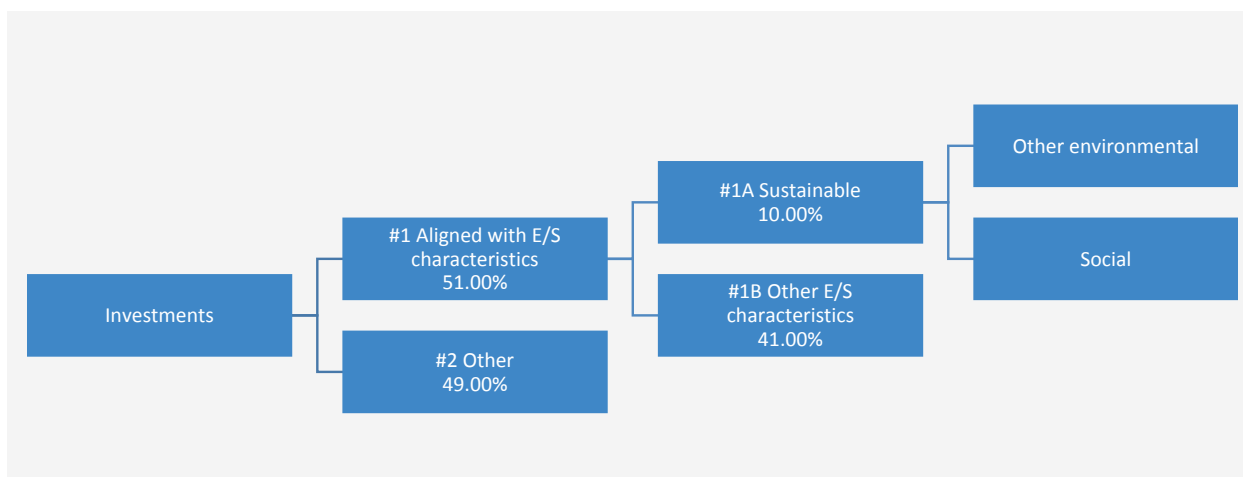 Investments
#1 Aligned with E/S
characteristics
51.00%
#2 Other
49.00%
#1A Sustainable
10.00%
#1B Other E/S
characteristics
41.00%
Other environmental
Social